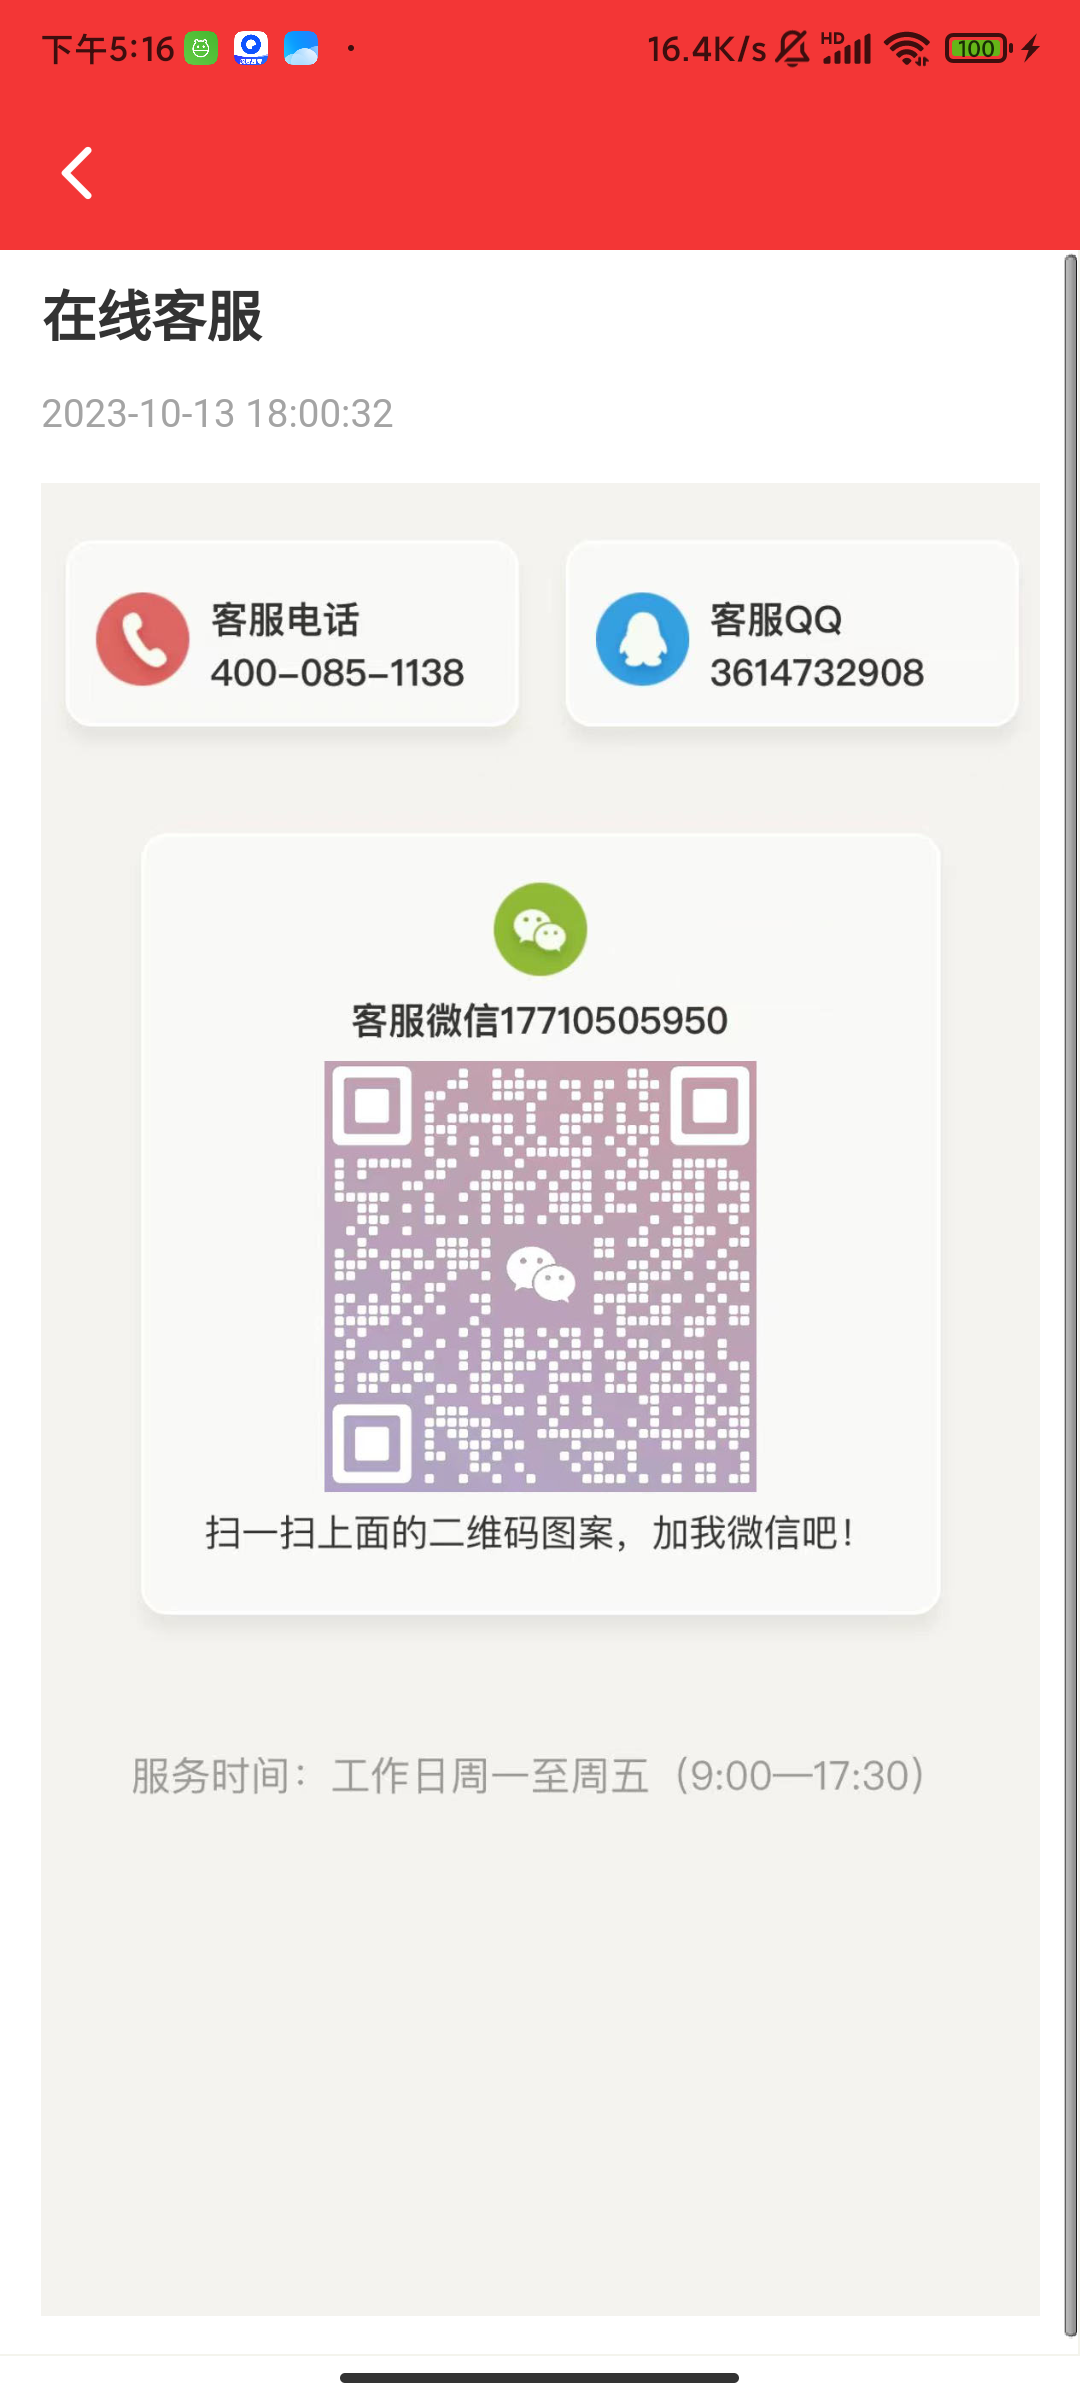 下午5:16
16.4K/s
HD
100
在线客服
2023-10-13 18:00:32
客服电话
400-085-1138
客服QQ
3614732908
客服微信17710505950
扫一扫上面的二维码图案，加我微信吧！
服务时间：工作日周一至周五（9:00—17:30）